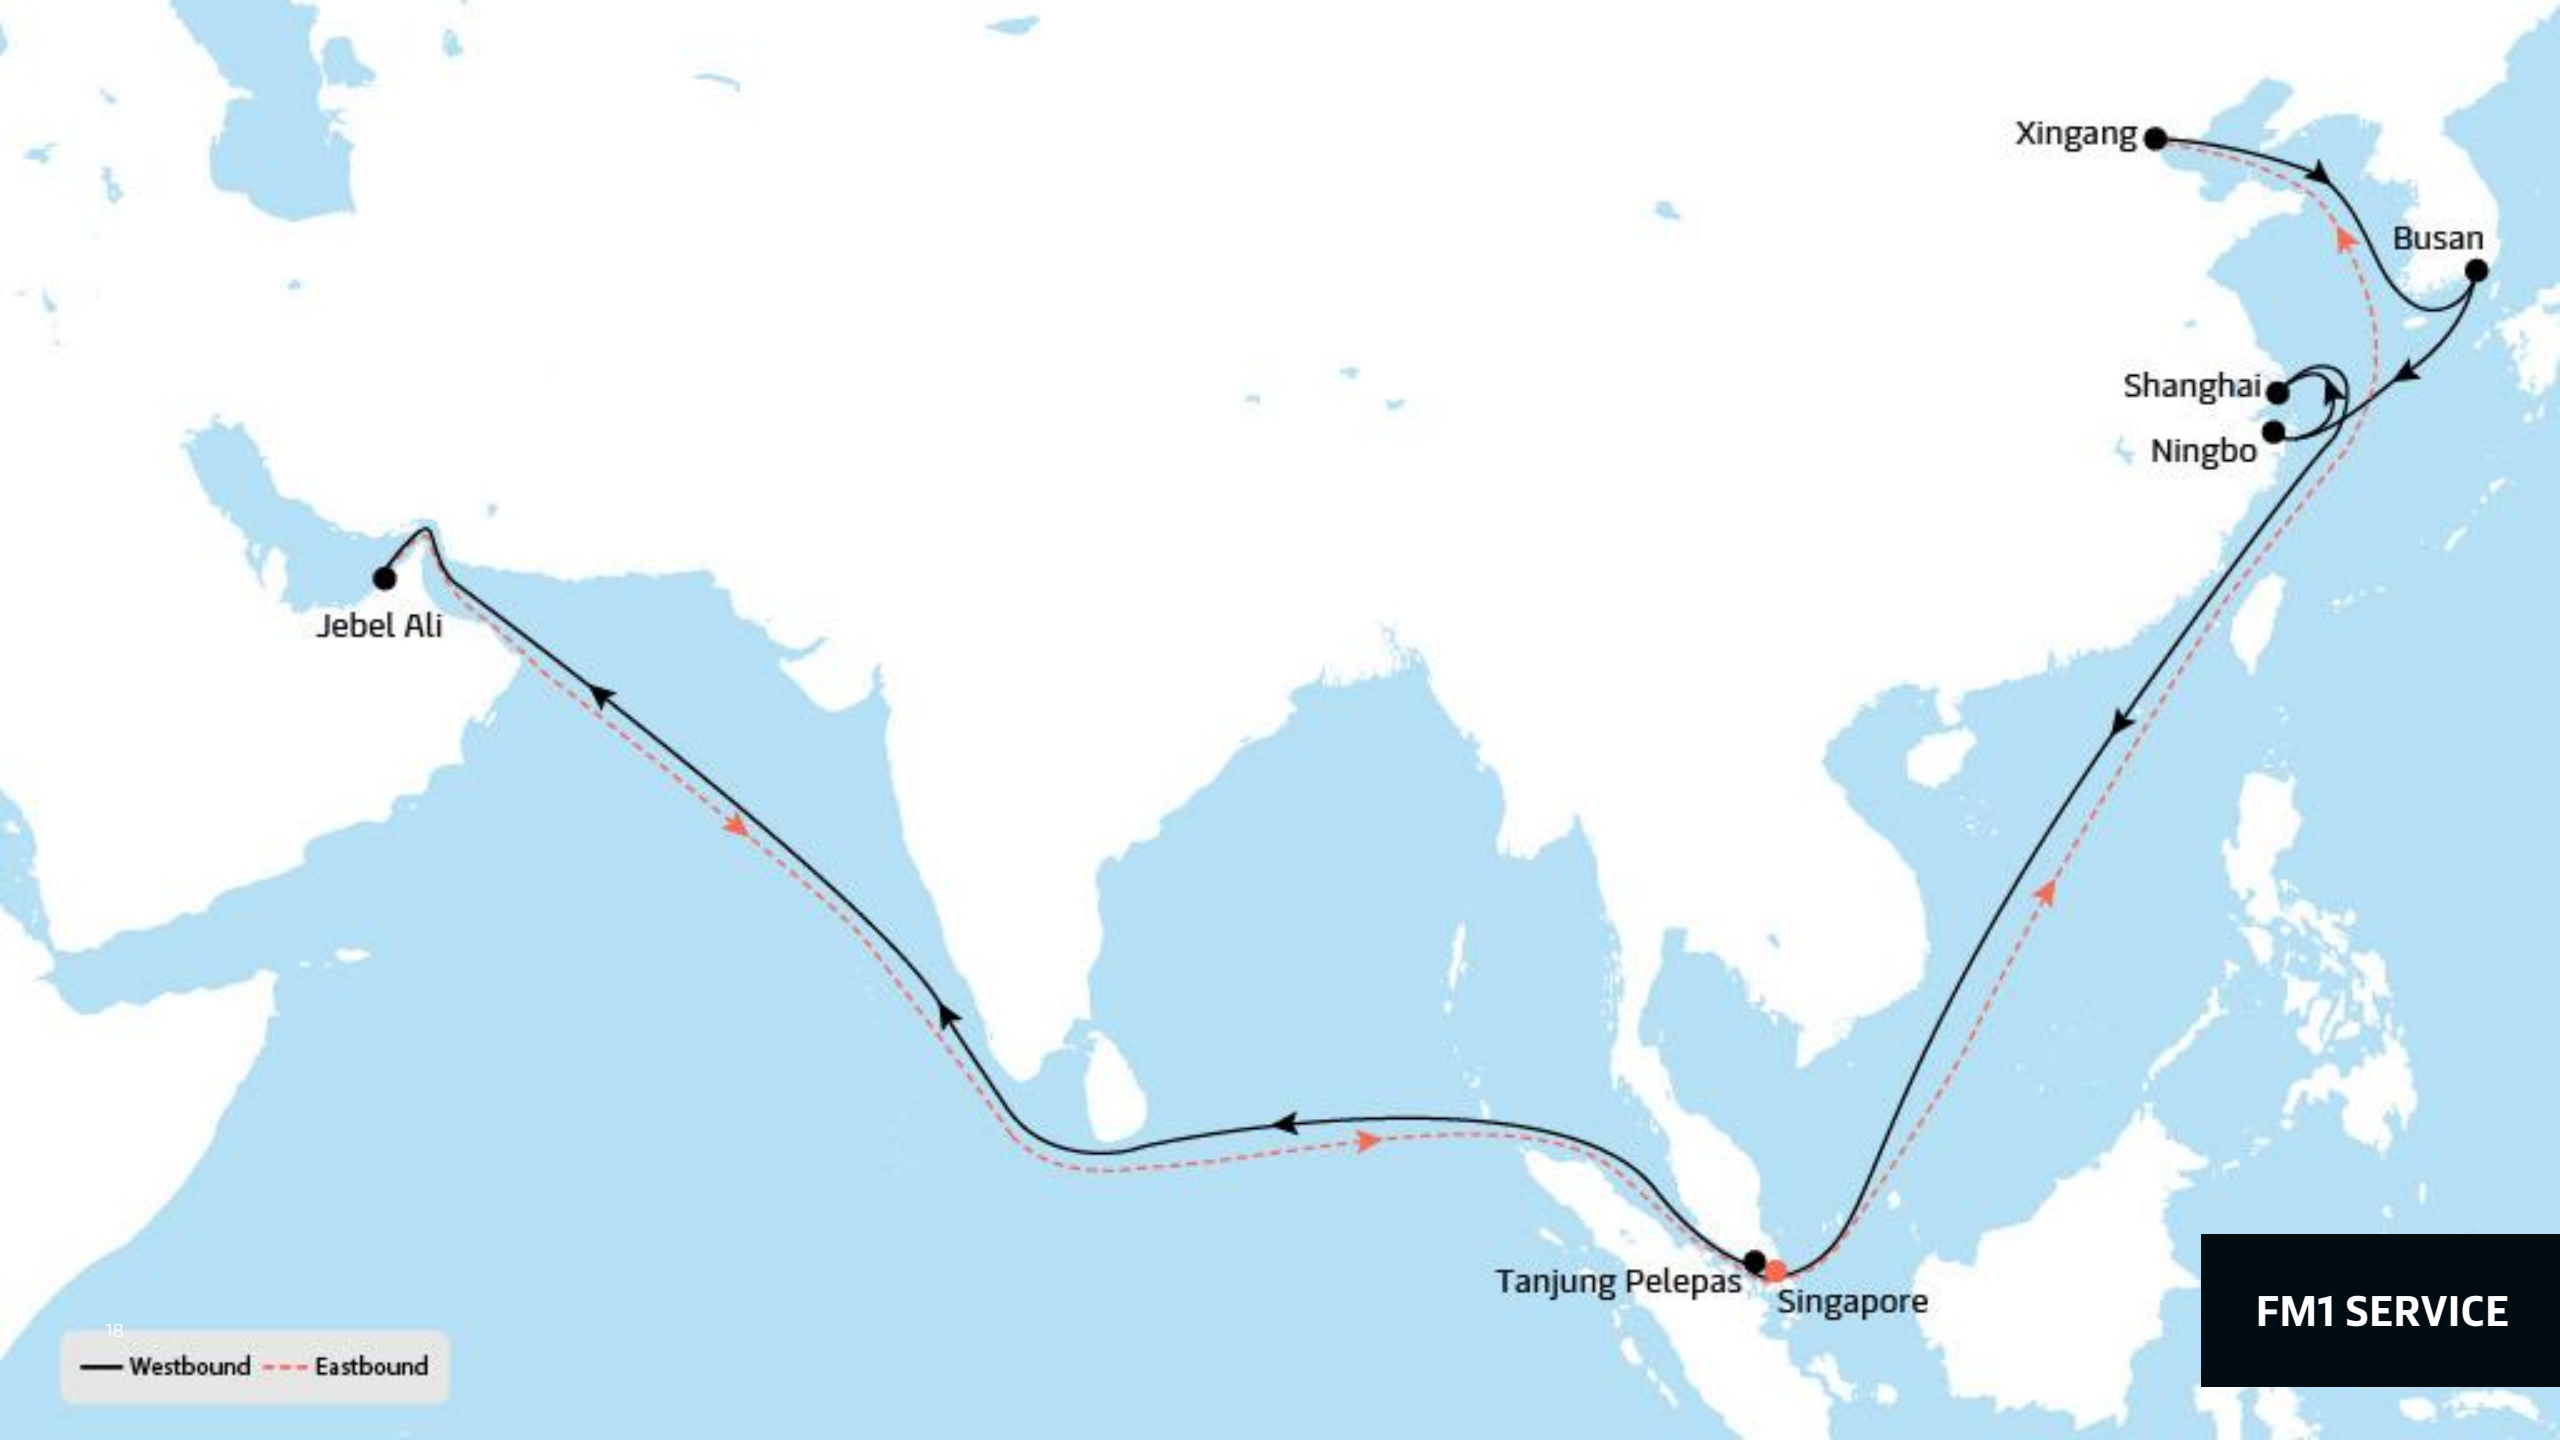 Xingang
Busan
Shanghai
Ningbo
Jebel Ali
Tanjung Pelepas
Singapore
FM1 SERVICE
18
Westbound Eastbound